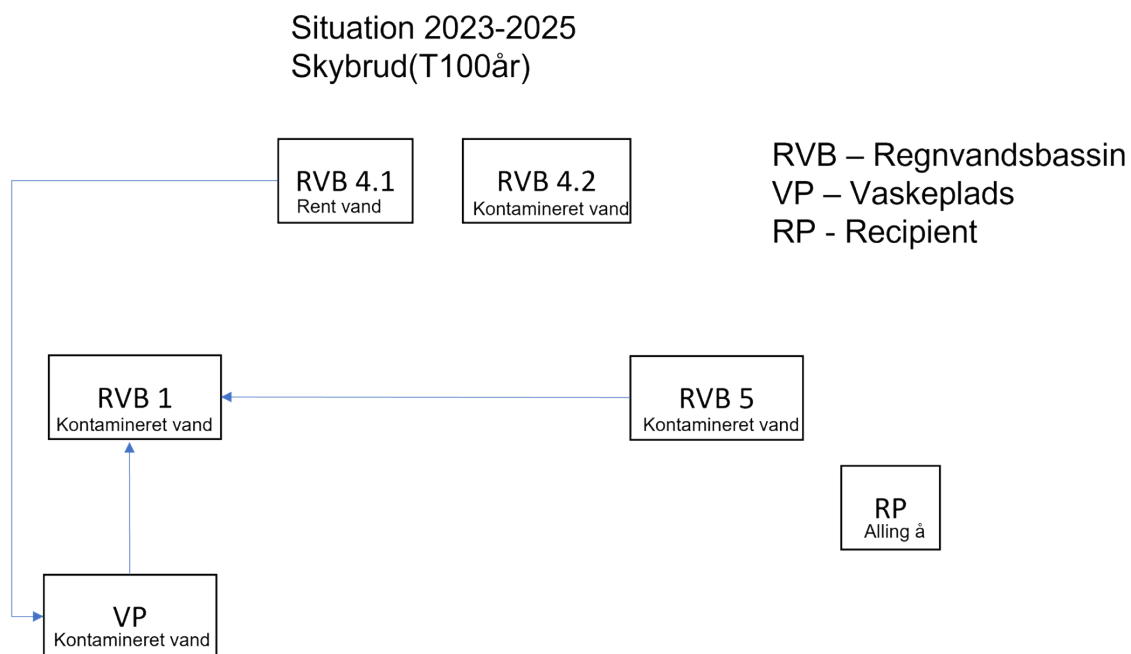 Situation 2023-2025
Skybrud(T100år)
RVB 4.1
Rent vand
RVB 4.2
Kontamineret vand
RVB – Regnvandsbassin
VP – Vaskeplads
RP - Recipient
RVB 1
Kontamineret vand
RVB 5
Kontamineret vand
RP
Alling å
VP
Kontamineret vand